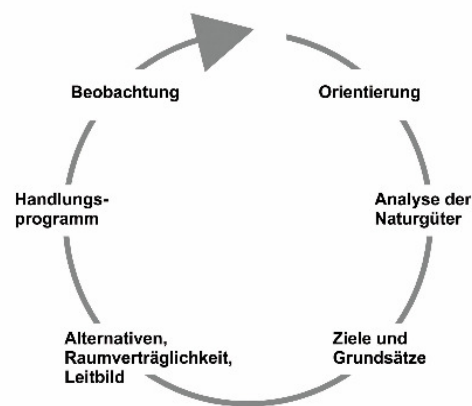 Beobachtung
Orientierung
Handlungs-
programm
Analyse der
Naturgüter
Alternativen,
Raumverträglichkeit,
Leitbild
Ziele und
Grundsätze